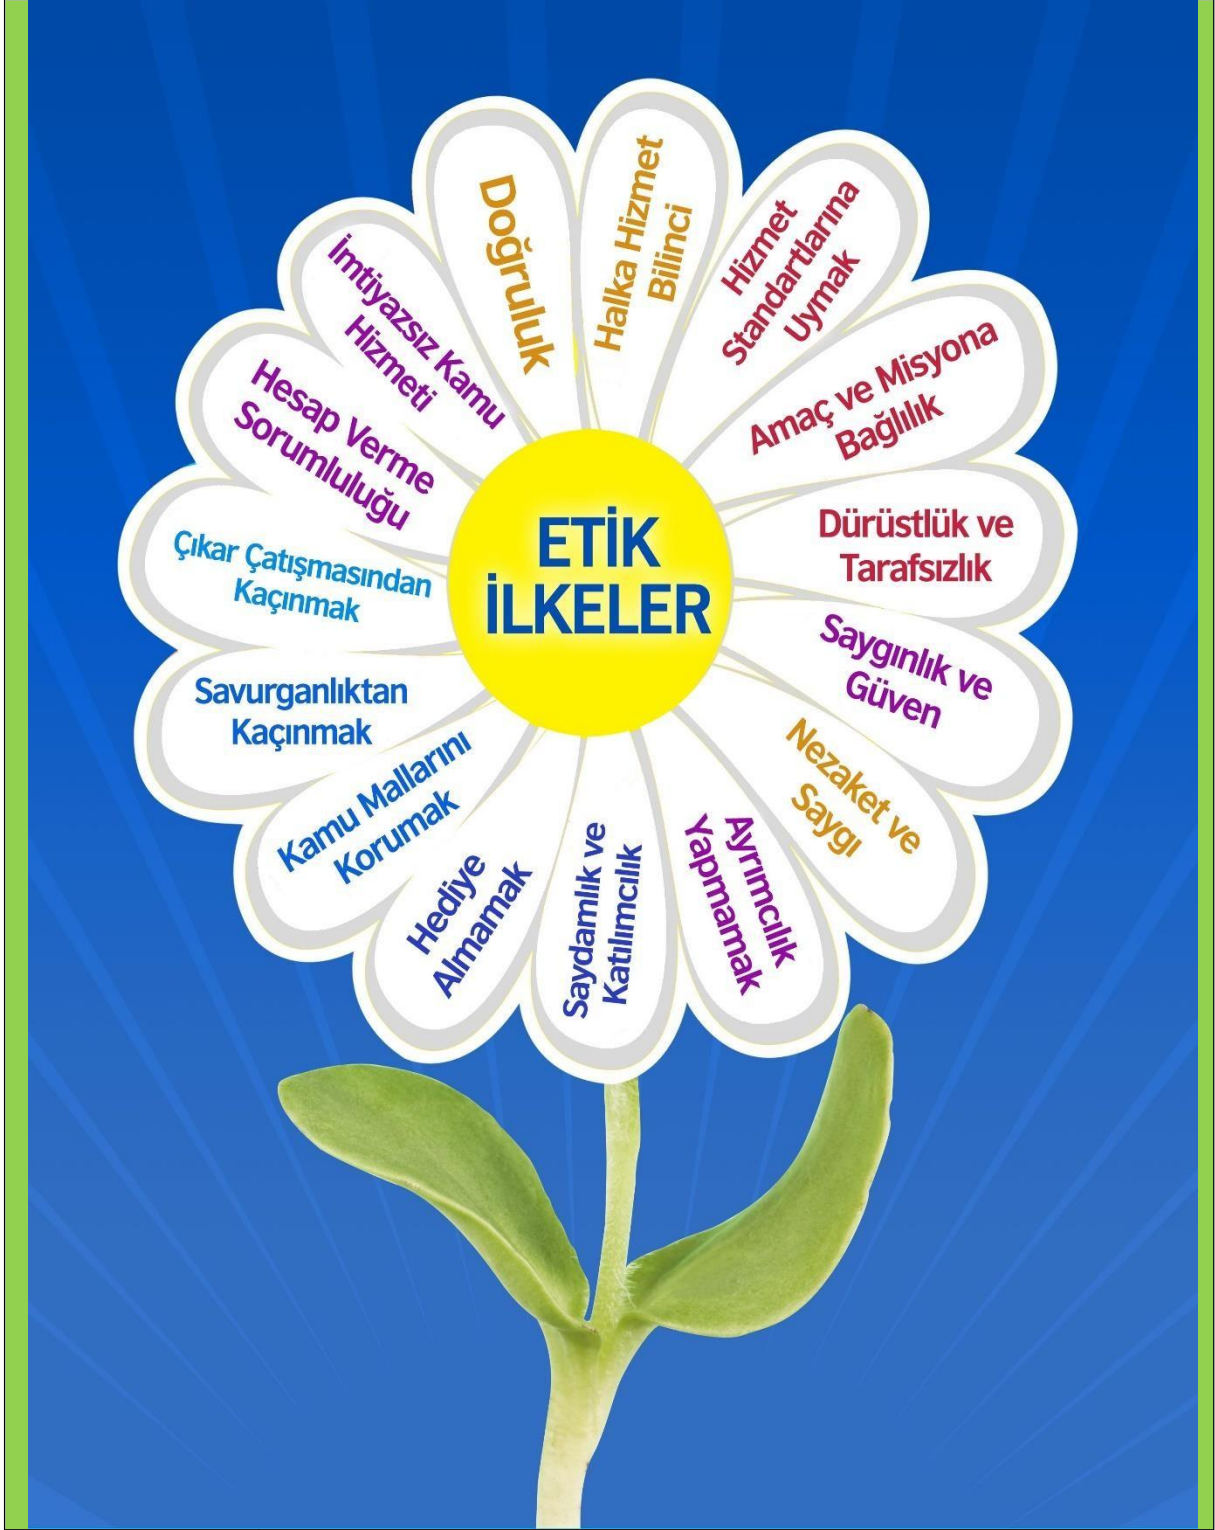 ETİK
İLKELER
Doğruluk
Halka Hizmet
Bilinci
Hizmet
Standartlarına
Uymak
Amaç ve Misyona
Bağlılık
Dürüstlük ve
Tarafsızlık
Saygınlık ve
Güven
Nezaket ve
Saygı
Ayrımcılık
Yapmamak
Saydamlık ve
Katılımcılık
Hediye
Almamak
Kamu Mallarını
Korumak
Savurganlıktan
Kaçınmak
Çıkar Çatışmasından
Kaçınmak
Hesap Verme
Sorumluluğu
İmtiyazsız Kamu
Hizmeti